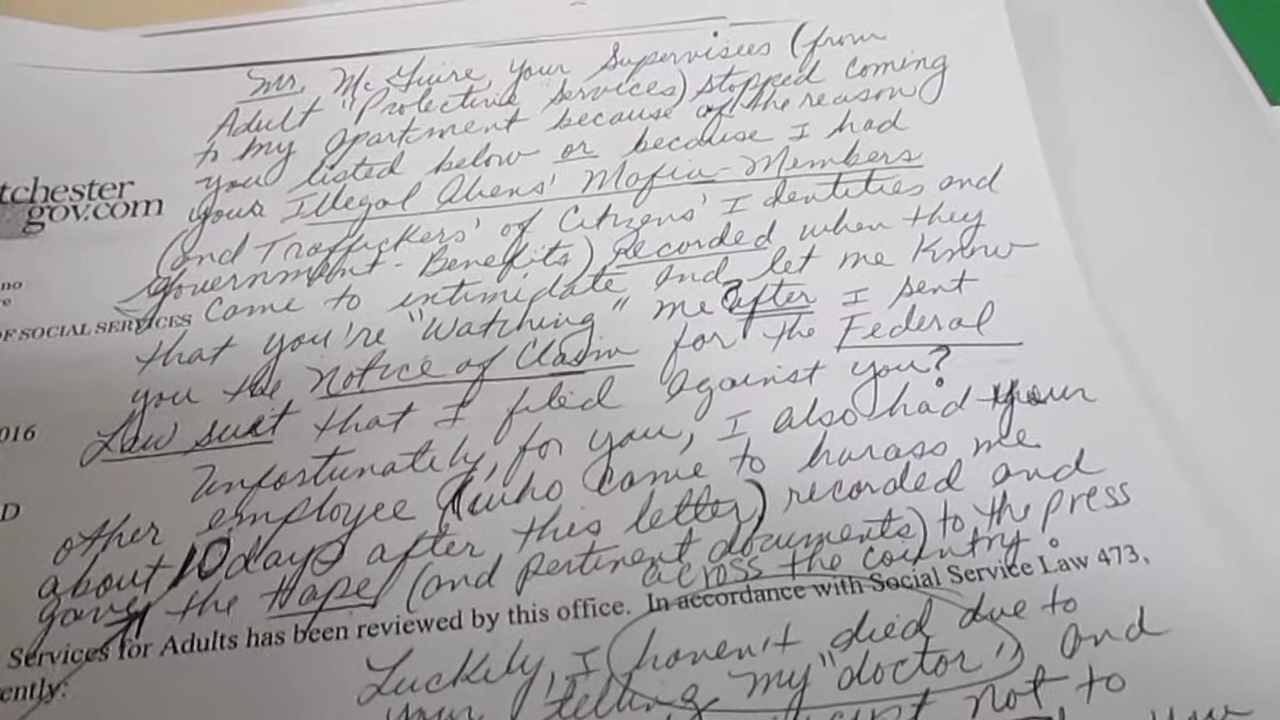 Mr. McGuire, your Supervisees (from
Adult "Protective Services) stopped coming
to my apartment because of the reason
you listed below or because I had
your Illegal Aliens' Mafia-Members
(and Traffickers' of Citizens' Identities and
Government-Benefits) recorded when they
came to intimidate and let me know
that you're "watching" me after I sent
you the Notice of Claim for the Federal
Law suit that I filed against you?
Unfortunately, for you, I also had your
other employee (who came to harass me
about 10 days after this letter) recorded and
gave the tape (and pertinent documents) to the press
across the country.
tchester
gov.com
no
e
F SOCIAL SERVICES
016
D
Services for Adults has been reviewed by this office. In accordance with Social Service Law 473,
ently:
Luckily, I haven't died due to
your telling my "doctor") and
not to